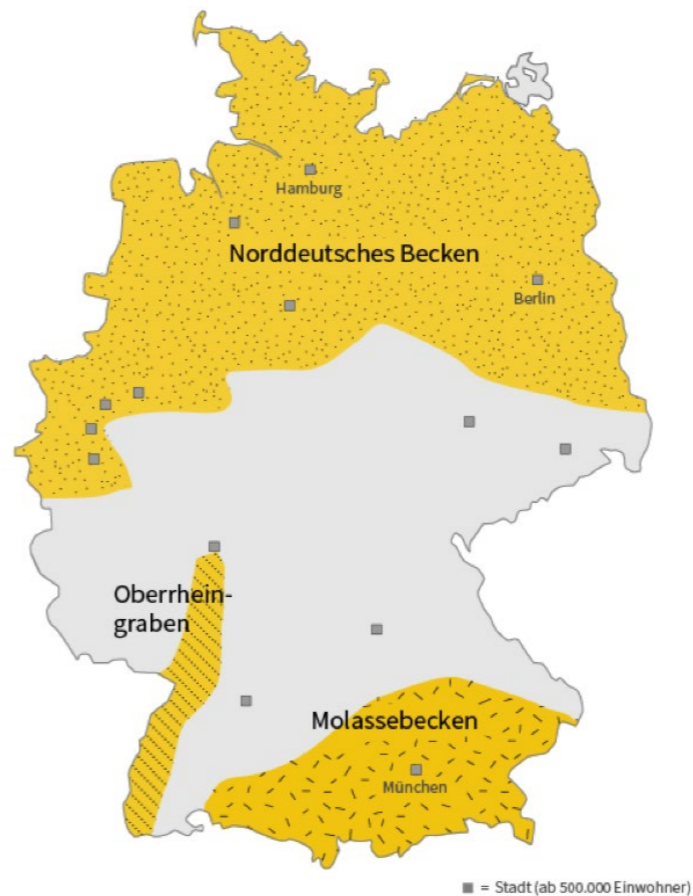 Hamburg
Norddeutsches Becken
Berlin
Oberrhein-
graben
Molassebecken
München
= Stadt (ab 500.000 Einwohner)